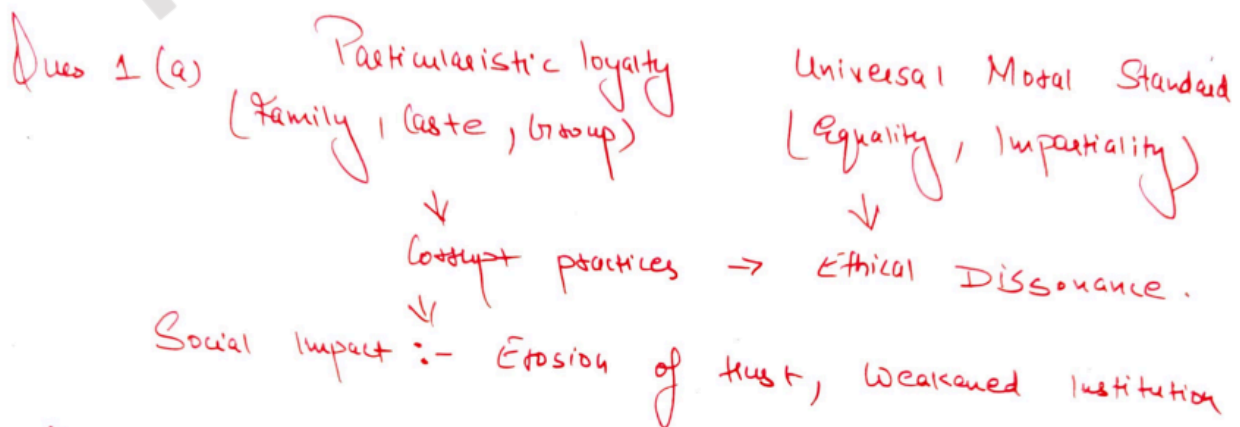 Ques 1 (a) Particularistic loyalty Universal Moral Standard
(Family, Caste, Group) (Equality, Impartiality)
↓ ↓
Corrupt practices → Ethical Dissonance.
↓
Social Impact :- Erosion of trust, Weakened Institution